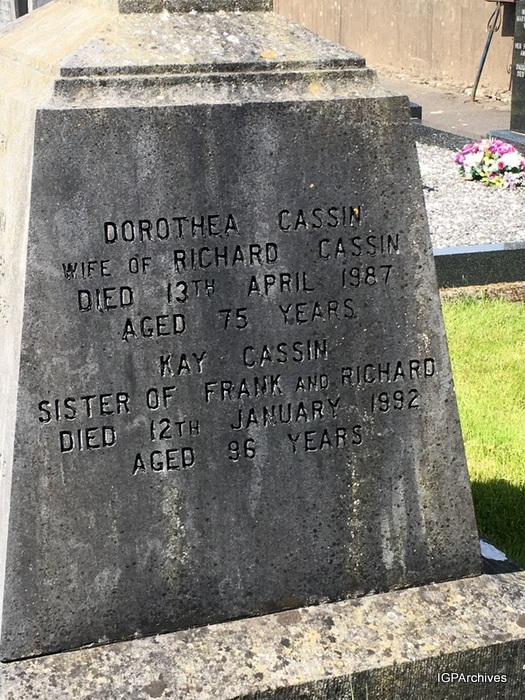 DOROTHEA CASSIN
WIFE OF RICHARD CASSIN
DIED 13TH APRIL 1987
AGED 75 YEARS
KAY CASSIN
SISTER OF FRANK AND RICHARD
DIED 12TH JANUARY 1992
AGED 96 YEARS
IGPArchives